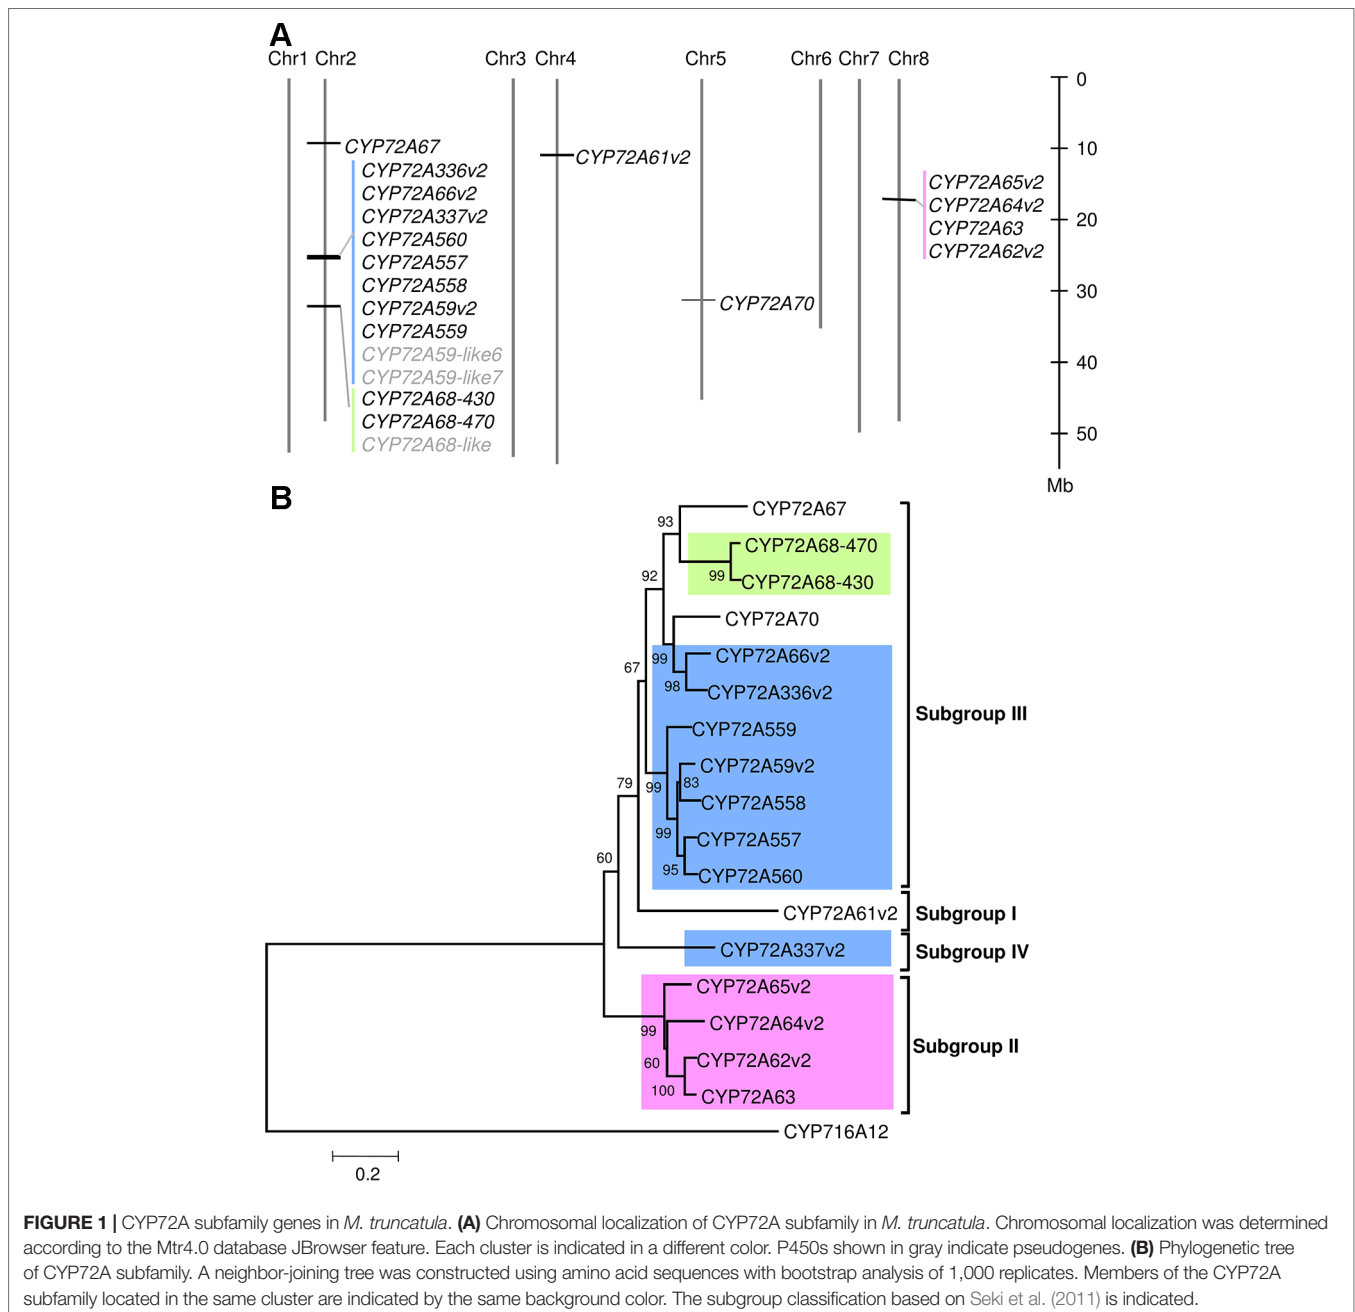 A
Chr1 Chr2 Chr3 Chr4 Chr5 Chr6 Chr7 Chr8
0
10
20
30
40
50
Mb
CYP72A67
CYP72A336v2
CYP72A66v2
CYP72A337v2
CYP72A560
CYP72A557
CYP72A558
CYP72A59v2
CYP72A559
CYP72A59-like6
CYP72A59-like7
CYP72A68-430
CYP72A68-470
CYP72A68-like
CYP72A61v2
CYP72A70
CYP72A65v2
CYP72A64v2
CYP72A63
CYP72A62v2
B
93
92
99
67
99
98
79
99
83
99
95
60
99
60
100
CYP72A67
CYP72A68-470
CYP72A68-430
CYP72A70
CYP72A66v2
CYP72A336v2
CYP72A559
CYP72A59v2
CYP72A558
CYP72A557
CYP72A560
CYP72A61v2
CYP72A337v2
CYP72A65v2
CYP72A64v2
CYP72A62v2
CYP72A63
CYP716A12
Subgroup III
Subgroup I
Subgroup IV
Subgroup II
0.2
FIGURE 1 | CYP72A subfamily genes in M. truncatula. (A) Chromosomal localization of CYP72A subfamily in M. truncatula. Chromosomal localization was determined
according to the Mtr4.0 database JBrowser feature. Each cluster is indicated in a different color. P450s shown in gray indicate pseudogenes. (B) Phylogenetic tree
of CYP72A subfamily. A neighbor-joining tree was constructed using amino acid sequences with bootstrap analysis of 1,000 replicates. Members of the CYP72A
subfamily located in the same cluster are indicated by the same background color. The subgroup classification based on Seki et al. (2011) is indicated.